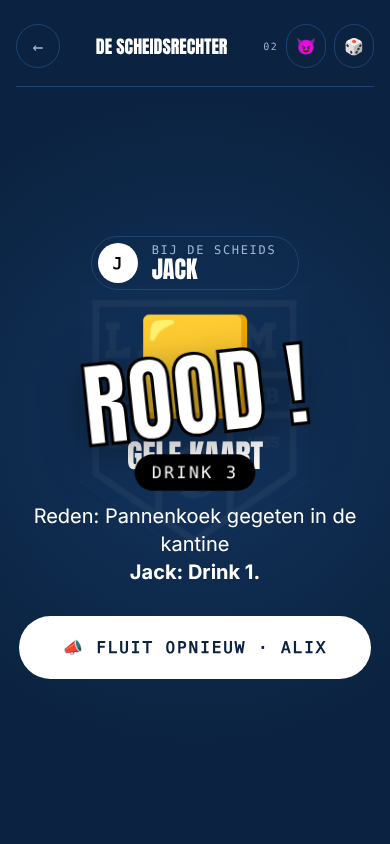 ←
DE SCHEIDSRECHTER
02
J
BIJ DE SCHEIDS
JACK
ROOD !
GELE KAART
DRINK 3
Reden: Pannenkoek gegeten in de
kantine
Jack: Drink 1.
FLUIT OPNIEUW · ALIX